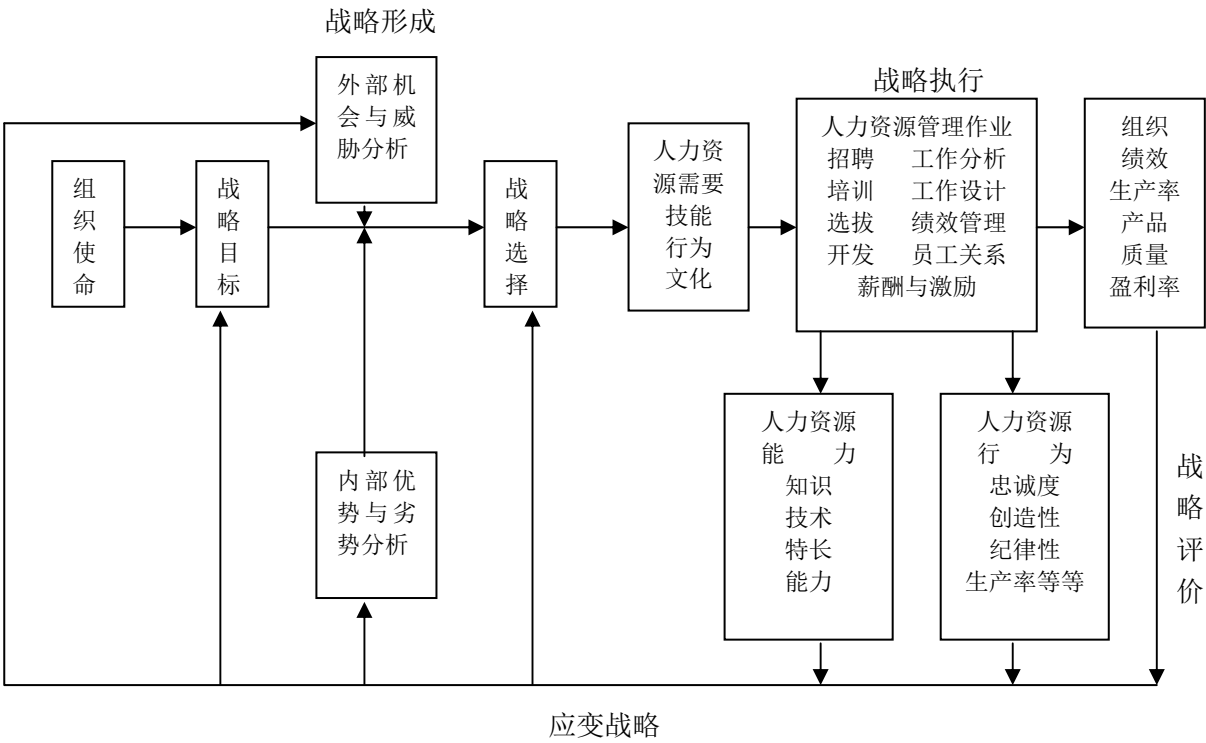 战略形成
外部机
会与威
胁分析
战略执行
组
织
使
命
战
略
目
标
战
略
选
择
人力资
源需要
技能
行为
文化
人力资源管理作业
招聘 工作分析
培训 工作设计
选拔 绩效管理
开发 员工关系
薪酬与激励
组织
绩效
生产率
产品
质量
盈利率
内部优
势与劣
势分析
人力资源
能 力
知识
技术
特长
能力
人力资源
行 为
忠诚度
创造性
纪律性
生产率等等
战
略
评
价
应变战略